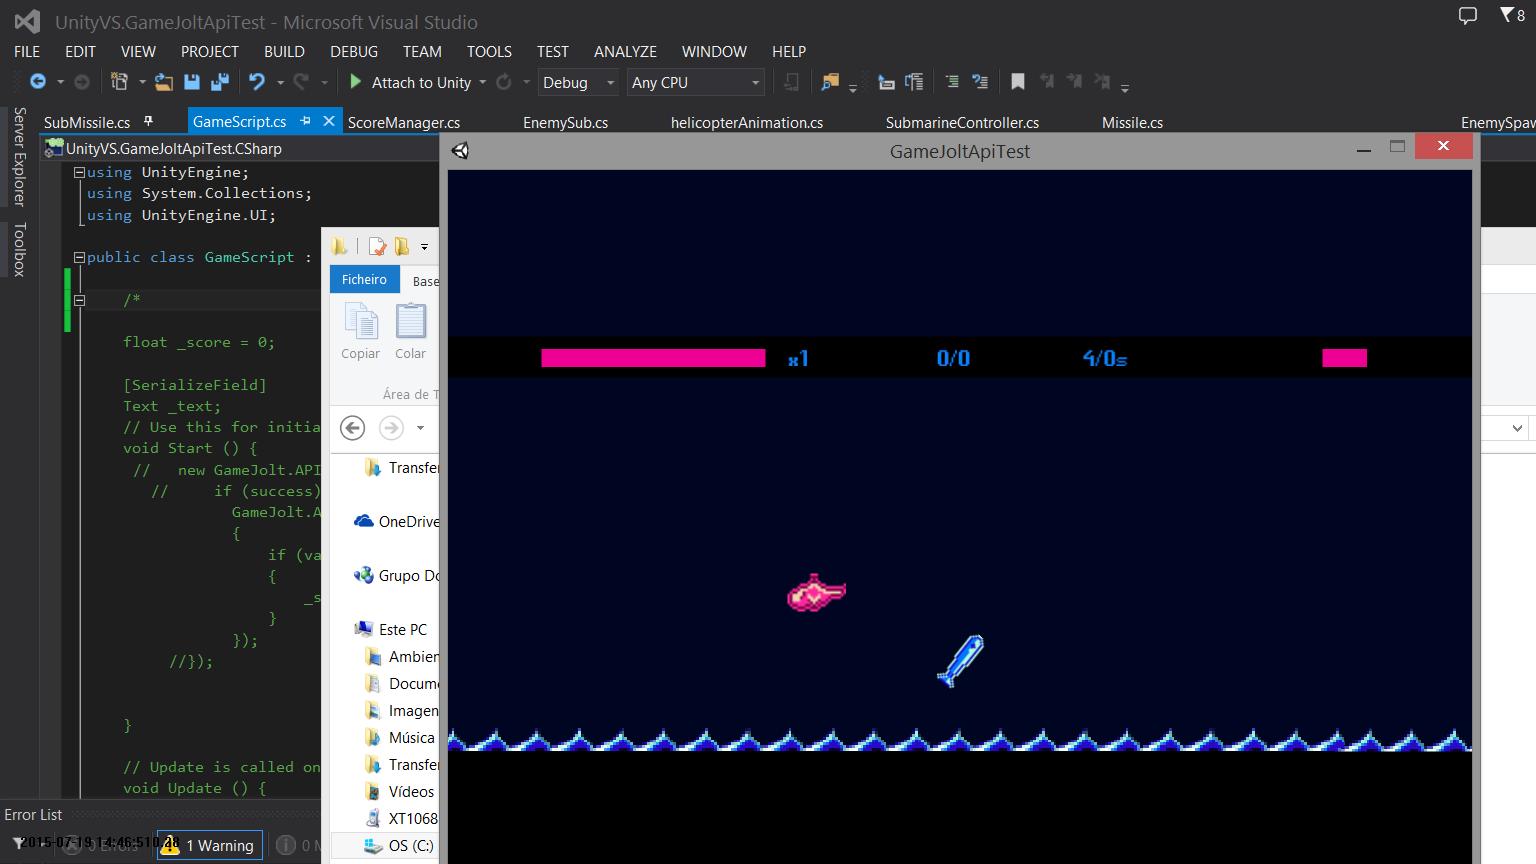 UnityVS.GameJoltApiTest - Microsoft Visual Studio
8
FILE EDIT VIEW PROJECT BUILD DEBUG TEAM TOOLS TEST ANALYZE WINDOW HELP
Attach to Unity Debug Any CPU
Server Explorer
Toolbox
SubMissile.cs GameScript.cs ScoreManager.cs EnemySub.cs helicopterAnimation.cs SubmarineController.cs Missile.cs EnemySpaw
UnityVS.GameJoltApiTest.CSharp
using UnityEngine;
using System.Collections;
using UnityEngine.UI;
public class GameScript :
/*
float _score = 0;
[SerializeField]
Text _text;
// Use this for initia
void Start () {
// new GameJolt.API
// if (success)
GameJolt.A
{
if (va
{
_s
}
});
//});
}
// Update is called on
void Update () {
Error List
0 Errors 1 Warning 0 M
2015-07-19 14:46:51
Ficheiro Base
Copiar Colar
Área de T
Transfe
OneDrive
Grupo Do
Este PC
Ambien
Docume
Imagen
Música
Transfe
Vídeos
XT1068
OS (C:)
GameJoltApiTest
x1 0/0 4/0s